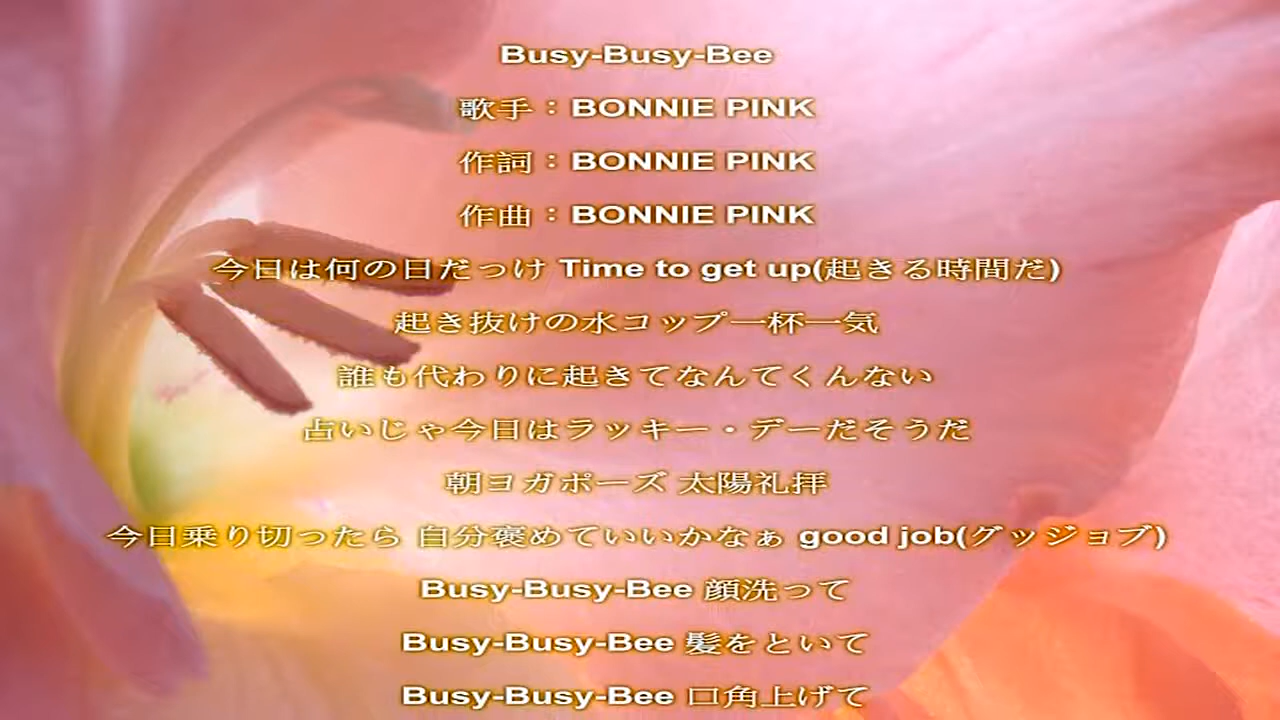 Busy-Busy-Bee
歌手：BONNIE PINK
作詞：BONNIE PINK
作曲：BONNIE PINK
今日は何の日だっけ Time to get up(起きる時間だ)
起き抜けの水コップ一杯一気
誰も代わりに起きてなんてくんない
占いじゃ今日はラッキー・デーだそうだ
朝ヨガポーズ 太陽礼拝
今日乗り切ったら 自分褒めていいかなぁ good job(グッジョブ)
Busy-Busy-Bee 顔洗って
Busy-Busy-Bee 髪をといて
Busy-Busy-Bee 口角上げて